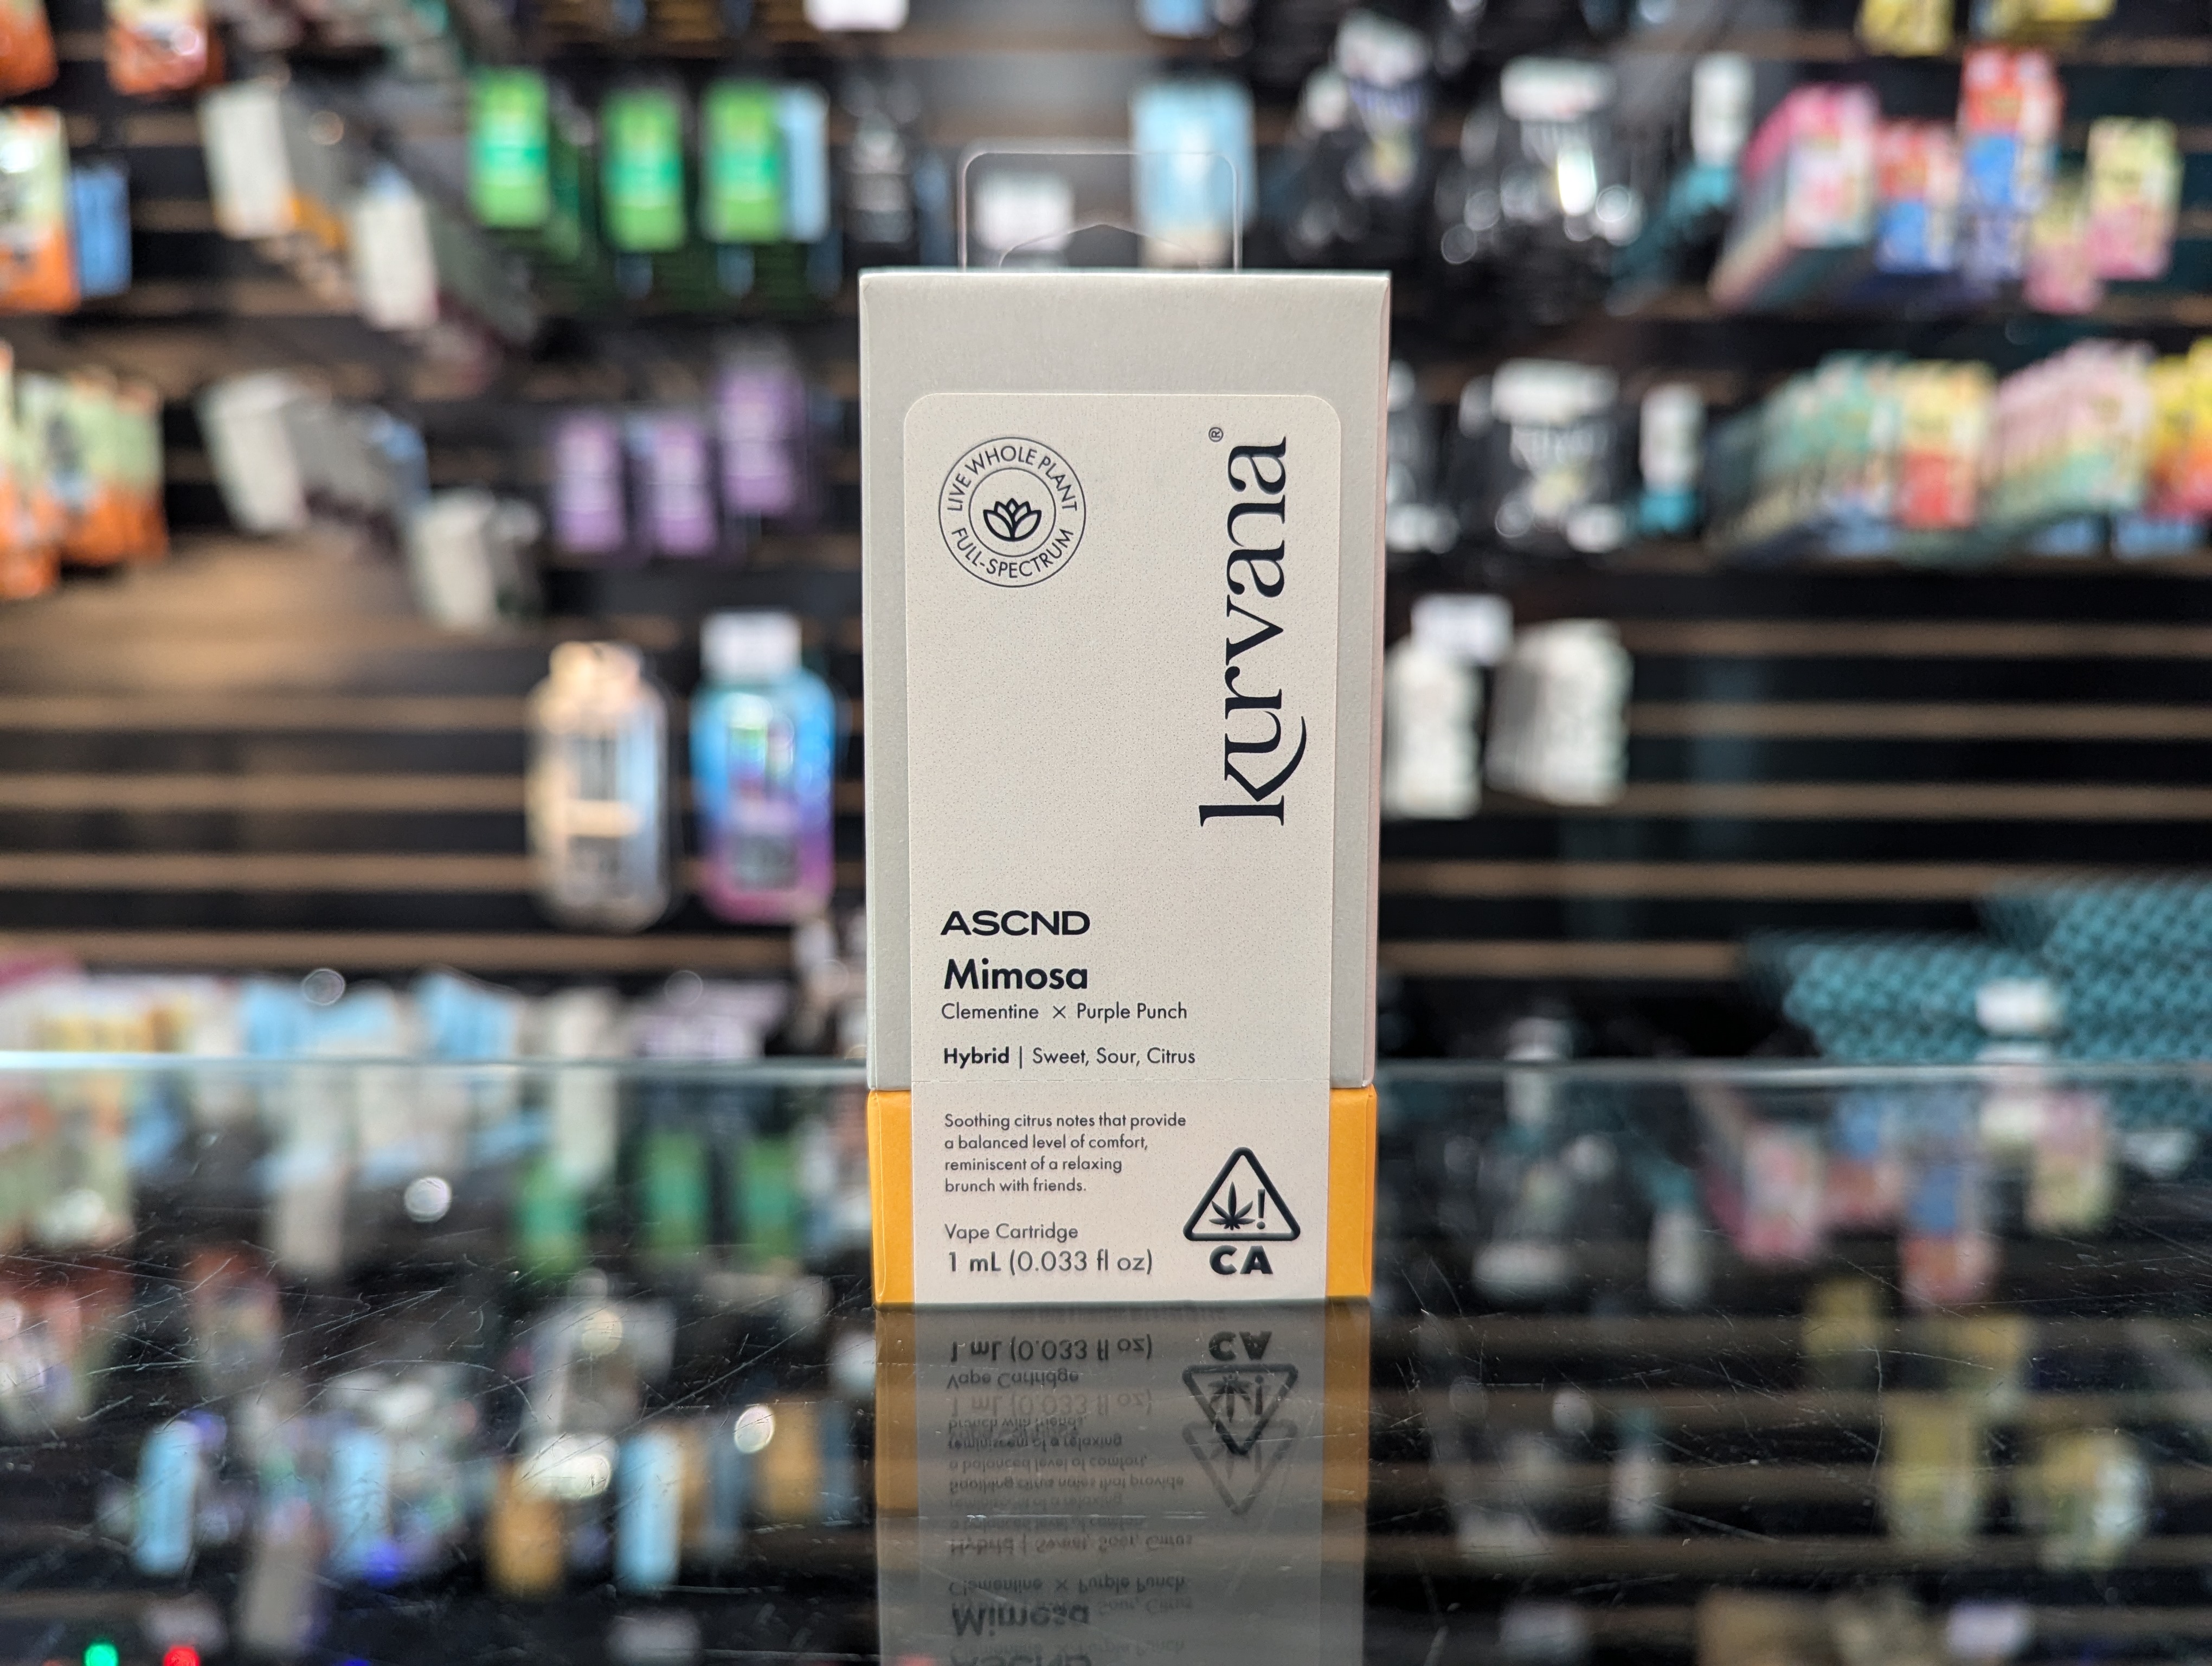 LIVE WHOLE PLANT
FULL-SPECTRUM
kurvana®
ASCND
Mimosa
Clementine × Purple Punch
Hybrid | Sweet, Sour, Citrus
Soothing citrus notes that provide
a balanced level of comfort,
reminiscent of a relaxing
brunch with friends.
Vape Cartridge
1 mL (0.033 fl oz)
!
CA